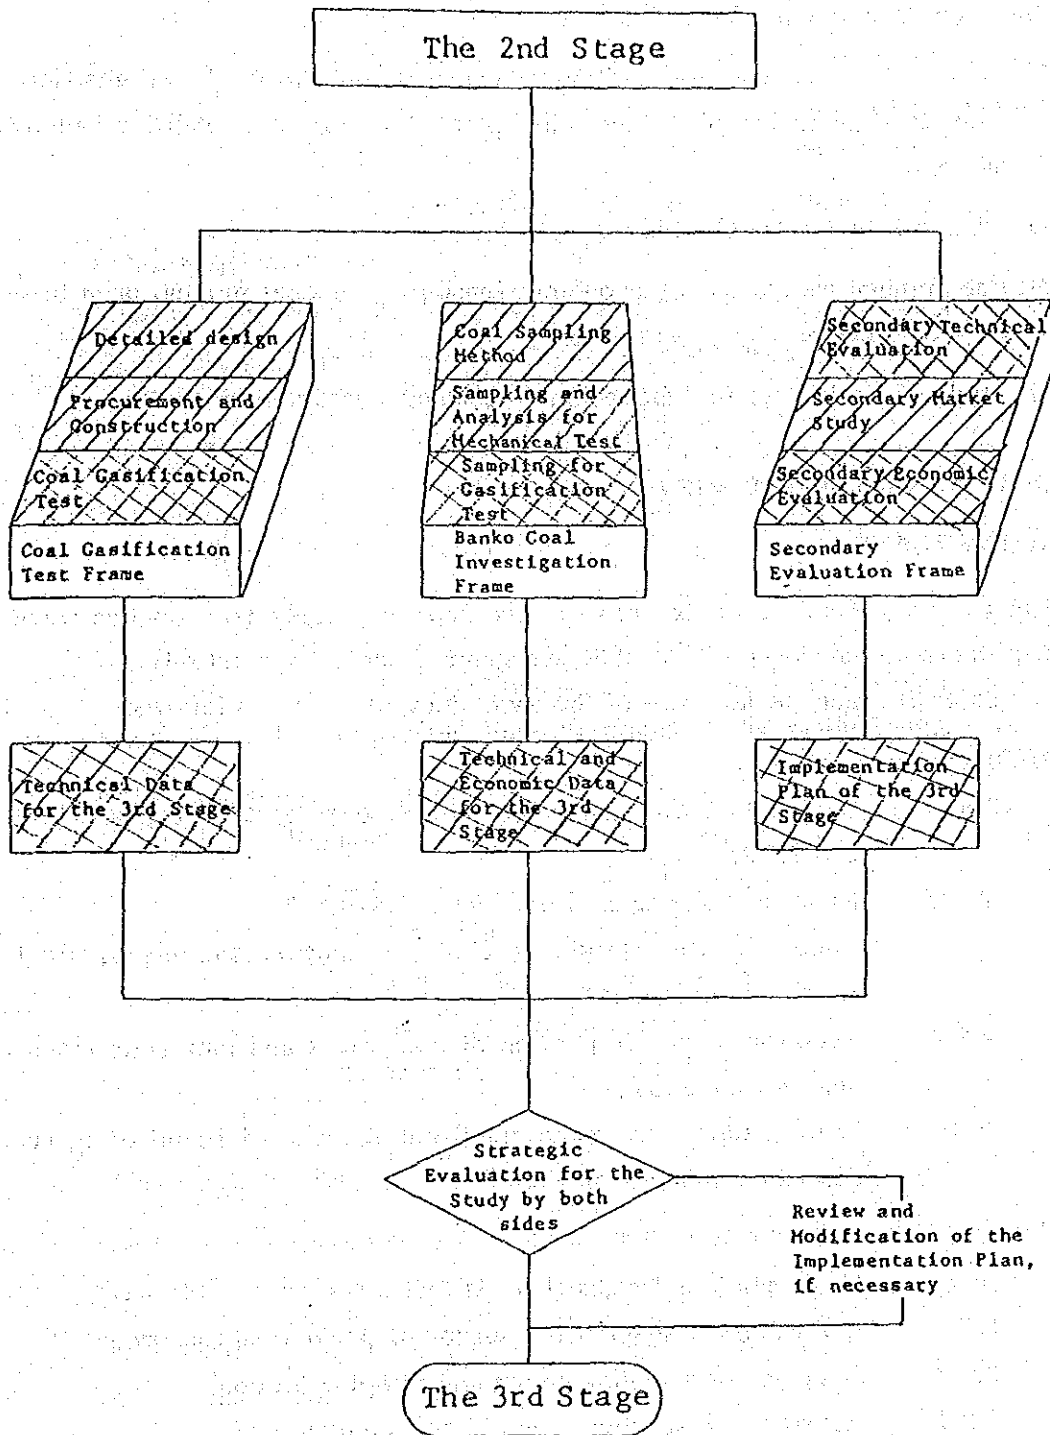 The 2nd Stage
Detailed design
Procurement and
Construction
Coal Gasification
Test
Coal Gasification
Test Frame
Coal Sampling
Method
Sampling and
Analysis for
Mechanical Test
Sampling for
Gasification
Test
Banko Coal
Investigation
Frame
Secondary Technical
Evaluation
Secondary Market
Study
Secondary Economic
Evaluation
Secondary
Evaluation Frame
Technical Data
for the 3rd Stage
Technical and
Economic Data
for the 3rd
Stage
Implementation
Plan of the 3rd
Stage
Strategic
Evaluation for the
Study by both
sides
Review and
Modification of the
Implementation Plan,
if necessary
The 3rd Stage